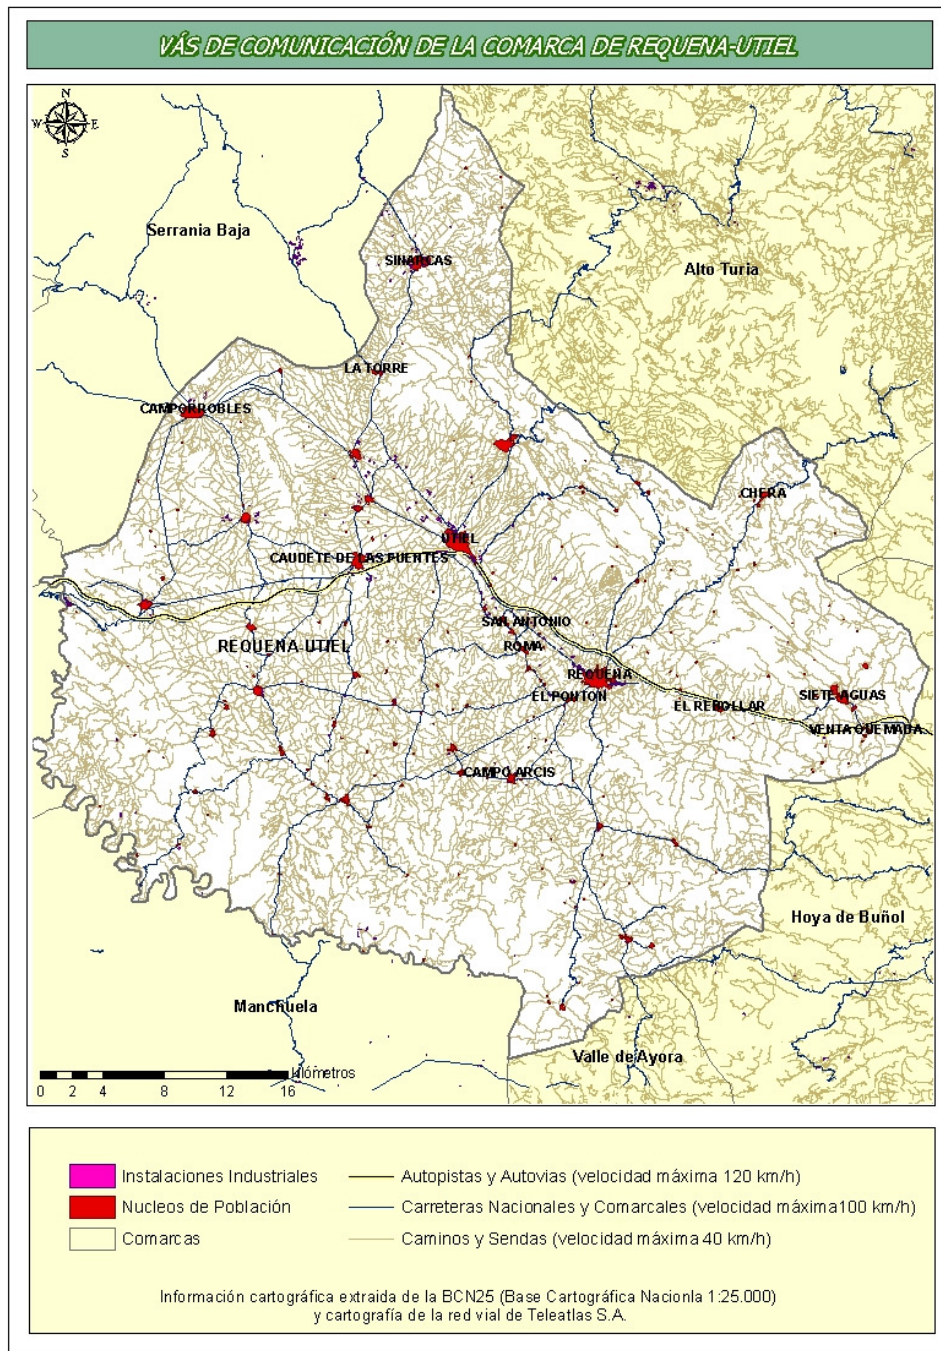 VÁS DE COMUNICACIÓN DE LA COMARCA DE REQUENA-UTIEL
N
W E
S
Serrania Baja
SINARCAS
Alto Turia
LA TORRE
CAMPORROBLES
CHERA
UTIEL
CAUDETE DE LAS FUENTES
SAN ANTONIO
REQUENA-UTIEL
ROMA
REQUENA
EL PONTON
SIETE AGUAS
EL REBOLLAR
VENTA QUEMADA
CAMPO ARCIS
Hoya de Buñol
Manchuela
Valle de Ayora
kilómetros
0 2 4 8 12 16
Instalaciones Industriales
Autopistas y Autovias (velocidad máxima 120 km/h)
Nucleos de Población
Carreteras Nacionales y Comarcales (velocidad máxima100 km/h)
Comarcas
Caminos y Sendas (velocidad máxima 40 km/h)
Información cartográfica extraida de la BCN25 (Base Cartográfica Nacionla 1:25.000)
y cartografía de la red vial de Teleatlas S.A.